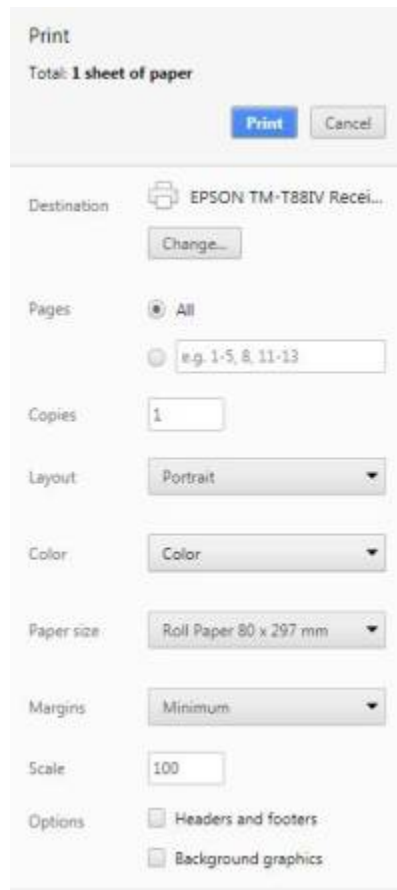 Print
Total: 1 sheet of paper
Print Cancel
Destination EPSON TM-T88IV Recei...
Change...
Pages All
e.g. 1-5, 8, 11-13
Copies 1
Layout Portrait
Color Color
Paper size Roll Paper 80 x 297 mm
Margins Minimum
Scale 100
Options Headers and footers
Background graphics